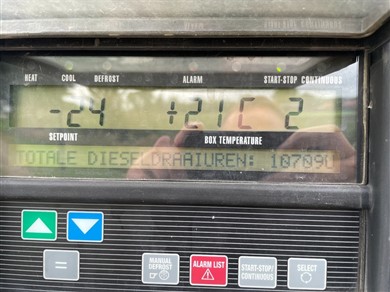 HEAT COOL DEFROST ALARM START-STOP CONTINUOUS
-24 +21C 2
SETPOINT BOX TEMPERATURE
TOTALE DIESELDRAAIUREN: 107090
=
MANUAL DEFROST
ALARM LIST
START-STOP/CONTINUOUS
SELECT